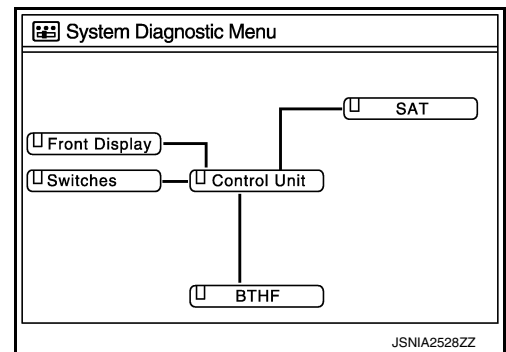 System Diagnostic Menu
SAT
Front Display
Switches
Control Unit
BTHF
JSNIA2528ZZ